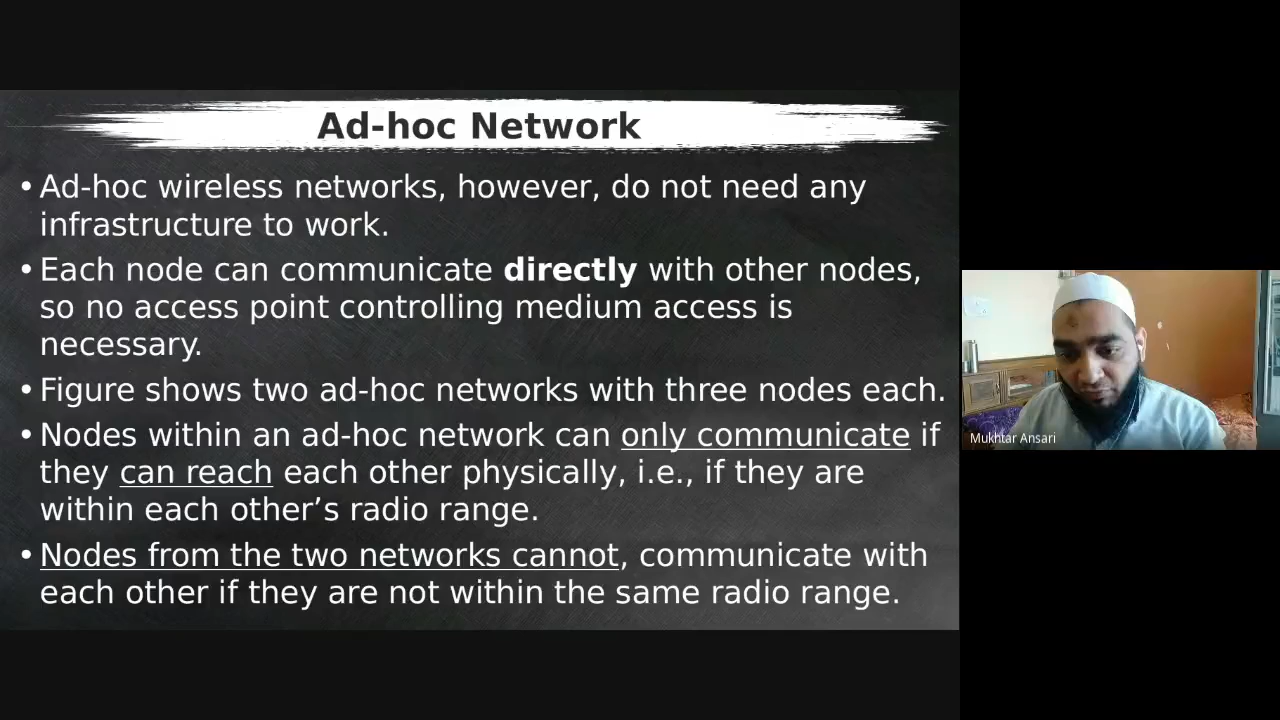 Ad-hoc Network
• Ad-hoc wireless networks, however, do not need any
infrastructure to work.
• Each node can communicate directly with other nodes,
so no access point controlling medium access is
necessary.
• Figure shows two ad-hoc networks with three nodes each.
• Nodes within an ad-hoc network can only communicate if
they can reach each other physically, i.e., if they are
within each other’s radio range.
• Nodes from the two networks cannot, communicate with
each other if they are not within the same radio range.
Mukhtar Ansari